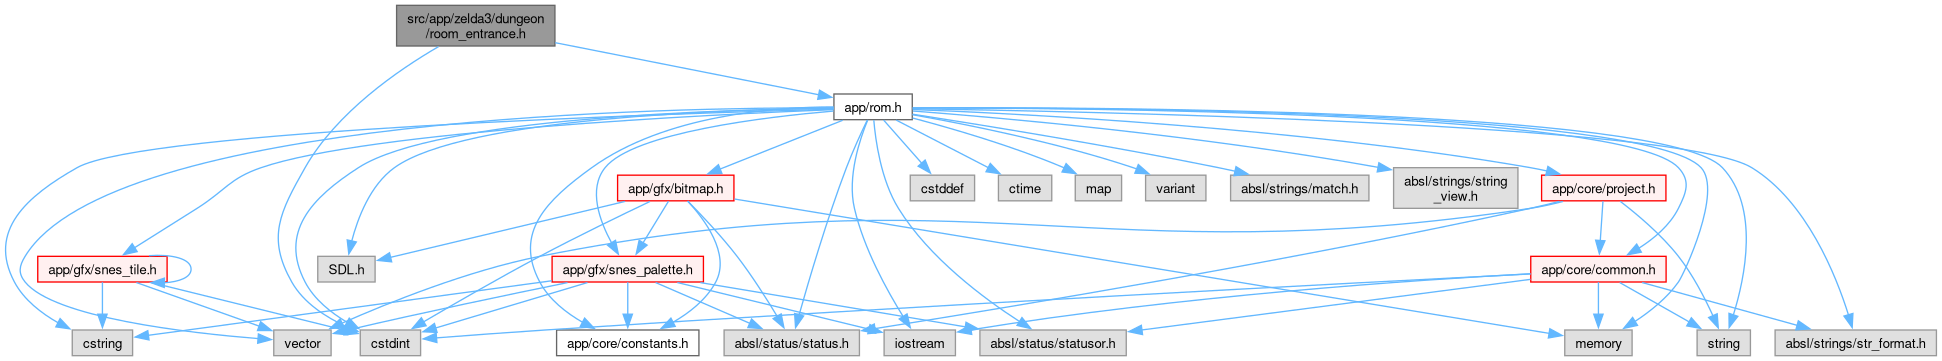 src/app/zelda3/dungeon
/room_entrance.h
app/rom.h
app/gfx/bitmap.h
cstddef
ctime
map
variant
absl/strings/match.h
absl/strings/string
_view.h
app/core/project.h
app/gfx/snes_tile.h
SDL.h
app/gfx/snes_palette.h
app/core/common.h
cstring
vector
cstdint
app/core/constants.h
absl/status/status.h
iostream
absl/status/statusor.h
memory
string
absl/strings/str_format.h